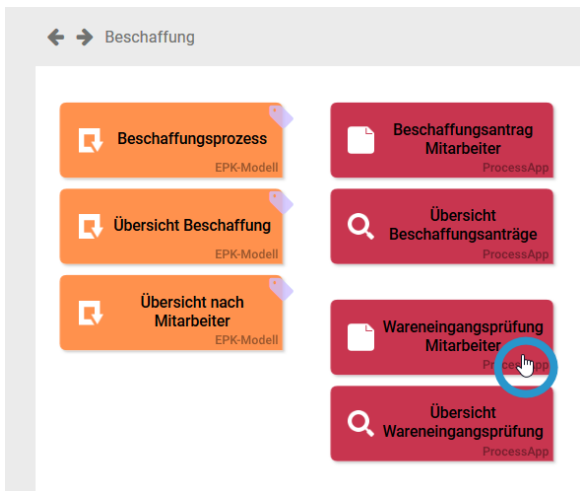 Beschaffung
Beschaffungsprozess
EPK-Modell
Übersicht Beschaffung
EPK-Modell
Übersicht nach
Mitarbeiter
EPK-Modell
Beschaffungsantrag
Mitarbeiter
ProcessApp
Übersicht
Beschaffungsanträge
ProcessApp
Wareneingangsprüfung
Mitarbeiter
ProcessApp
Übersicht
Wareneingangsprüfung
ProcessApp